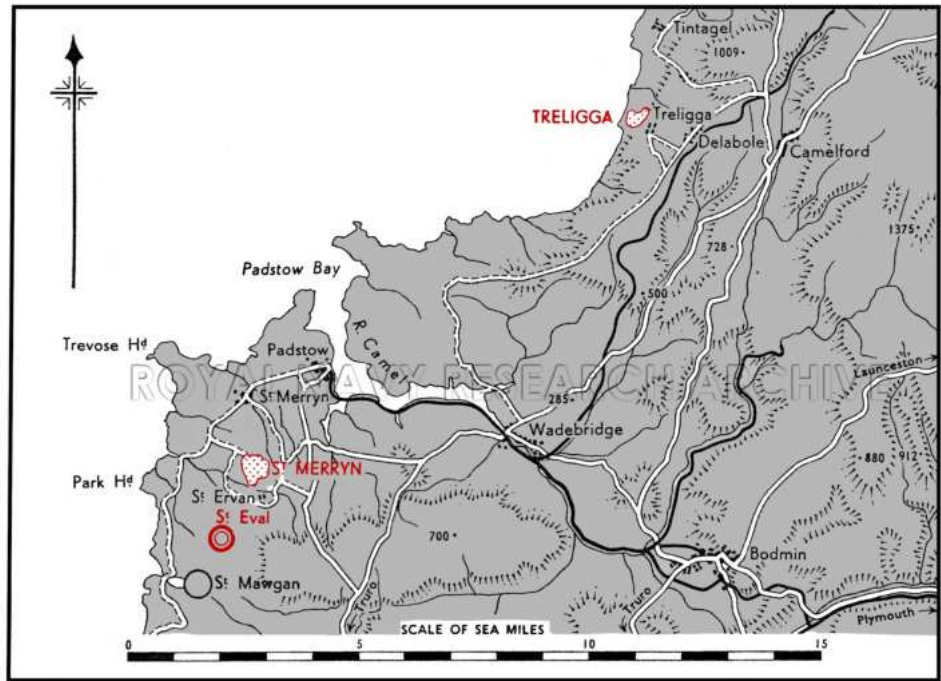 Tintagel
1009
TRELIGGA
Treligga
Delabole
Camelford
1375
728
500
Padstow Bay
R. Camel
Trevose Hd
Padstow
Launceston
ROYAL NAVY RESEARCH ARCHIVE
St Merryn
285
Wadebridge
880
912
ST MERRYN
Park Hd
St Ervan
St Eval
700
Bodmin
St Mawgan
Truro
Truro
Plymouth
SCALE OF SEA MILES
0
5
10
15